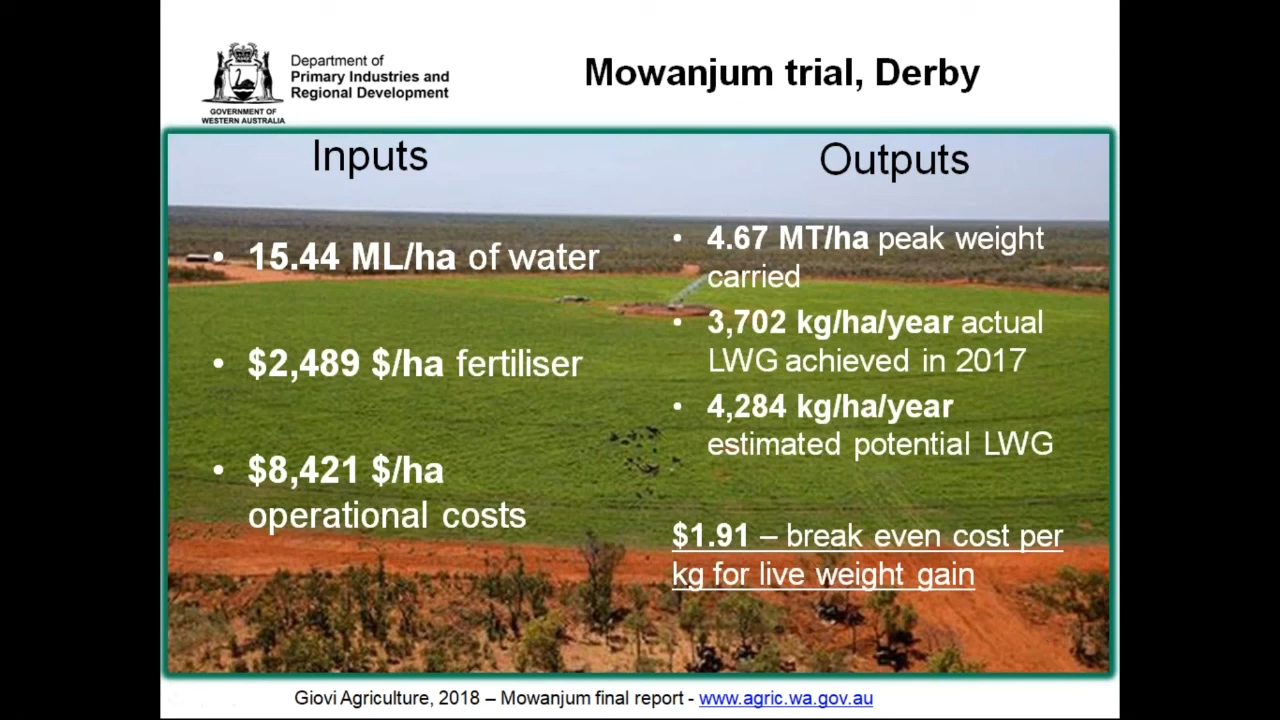 Department of
Primary Industries and
Regional Development
GOVERNMENT OF
WESTERN AUSTRALIA
Mowanjum trial, Derby
Inputs
• 15.44 ML/ha of water
• $2,489 $/ha fertiliser
• $8,421 $/ha
operational costs
Outputs
• 4.67 MT/ha peak weight
carried
• 3,702 kg/ha/year actual
LWG achieved in 2017
• 4,284 kg/ha/year
estimated potential LWG
$1.91 – break even cost per
kg for live weight gain
Giovi Agriculture, 2018 – Mowanjum final report - www.agric.wa.gov.au